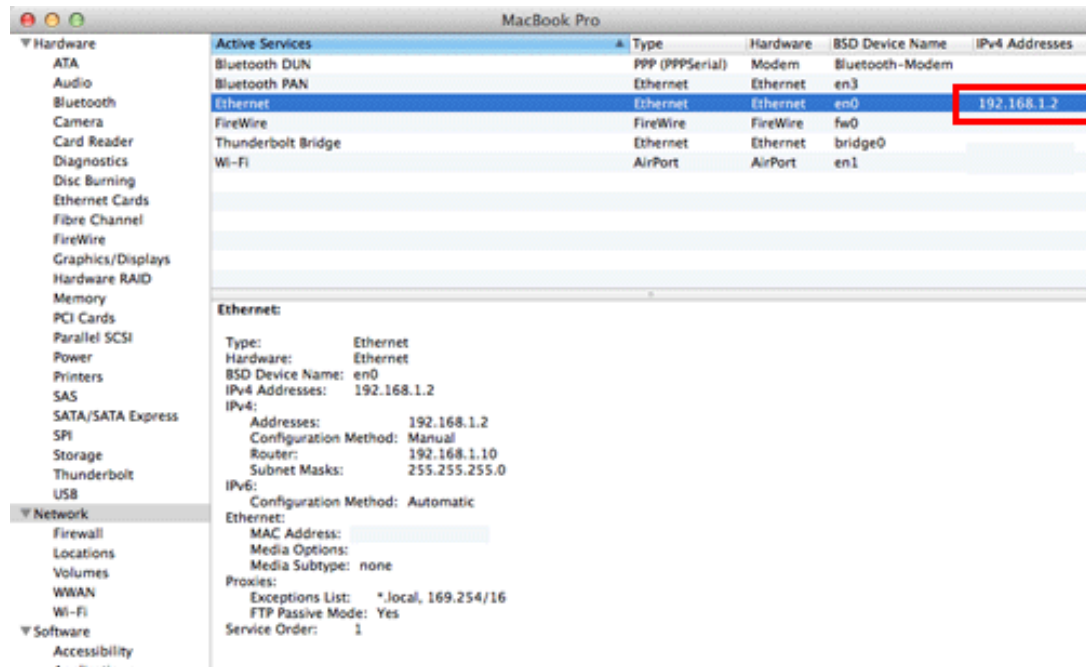 MacBook Pro
Hardware
ATA
Audio
Bluetooth
Camera
Card Reader
Diagnostics
Disc Burning
Ethernet Cards
Fibre Channel
FireWire
Graphics/Displays
Hardware RAID
Memory
PCI Cards
Parallel SCSI
Power
Printers
SAS
SATA/SATA Express
SPI
Storage
Thunderbolt
USB
Network
Firewall
Locations
Volumes
WWAN
Wi-Fi
Software
Accessibility
Active Services Type Hardware BSD Device Name IPv4 Addresses
Bluetooth DUN PPP (PPPSerial) Modem Bluetooth-Modem
Bluetooth PAN Ethernet Ethernet en3
Ethernet Ethernet Ethernet en0 192.168.1.2
FireWire FireWire FireWire fw0
Thunderbolt Bridge Ethernet Ethernet bridge0
Wi-Fi AirPort AirPort en1
Ethernet:
Type: Ethernet
Hardware: Ethernet
BSD Device Name: en0
IPv4 Addresses: 192.168.1.2
IPv4:
Addresses: 192.168.1.2
Configuration Method: Manual
Router: 192.168.1.10
Subnet Masks: 255.255.255.0
IPv6:
Configuration Method: Automatic
Ethernet:
MAC Address:
Media Options:
Media Subtype: none
Proxies:
Exceptions List: *.local, 169.254/16
FTP Passive Mode: Yes
Service Order: 1